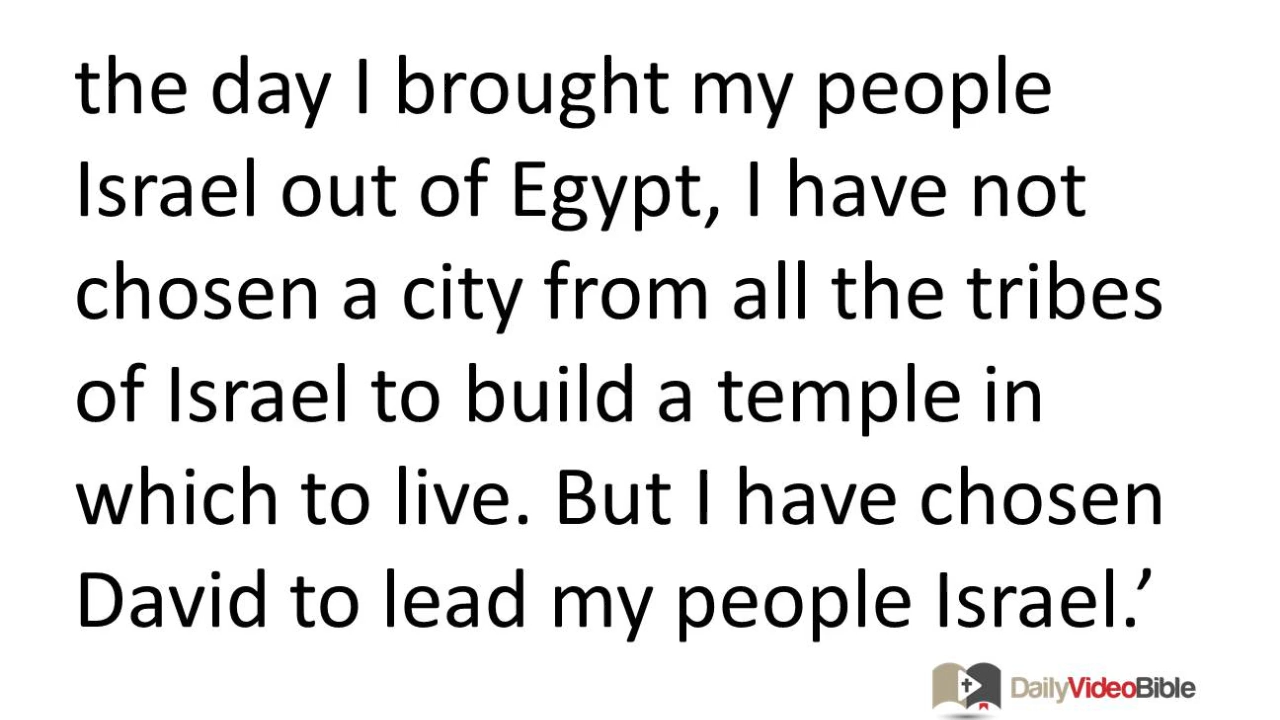 the day I brought my people
Israel out of Egypt, I have not
chosen a city from all the tribes
of Israel to build a temple in
which to live. But I have chosen
David to lead my people Israel.’
DailyVideoBible